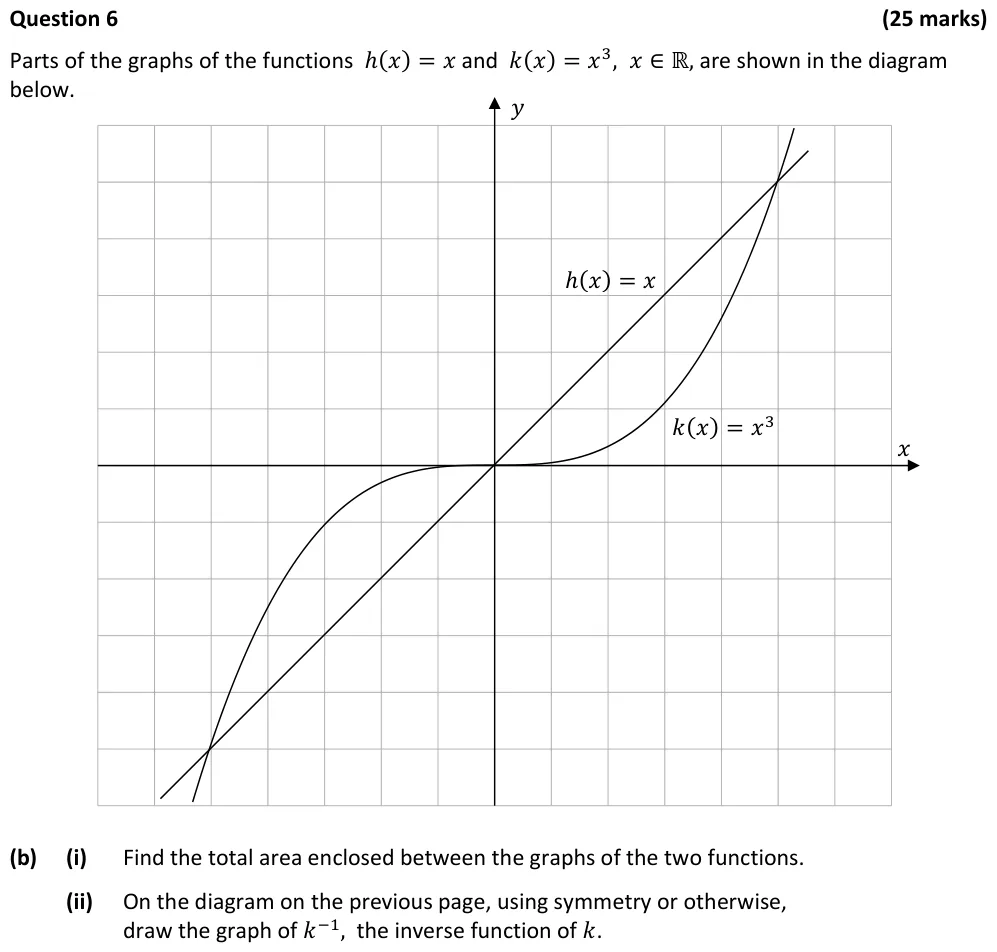 Question 6 (25 marks)
Parts of the graphs of the functions h(x) = x and k(x) = x³, x ∈ ℝ, are shown in the diagram
below.
y
h(x) = x
k(x) = x³
x
(b) (i) Find the total area enclosed between the graphs of the two functions.
(ii) On the diagram on the previous page, using symmetry or otherwise,
draw the graph of k⁻¹, the inverse function of k.